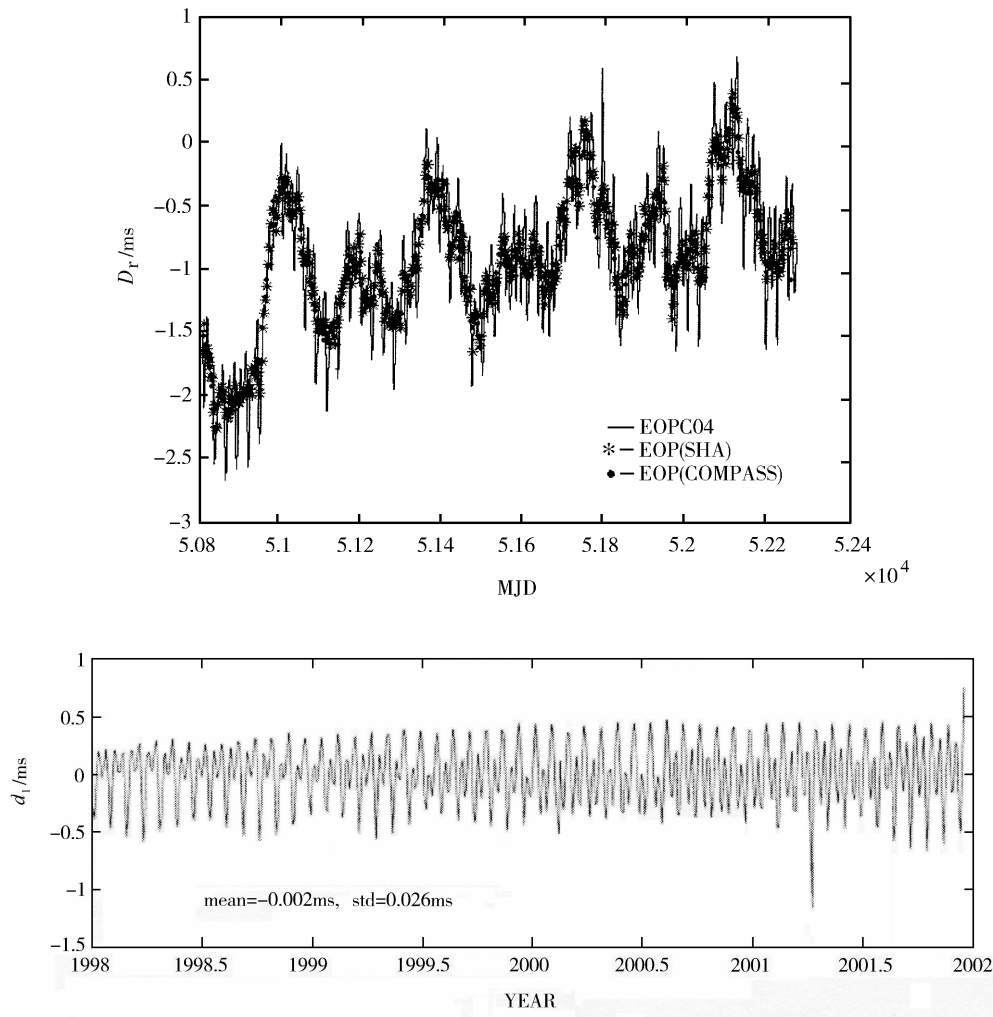 1
0.5
0
-0.5
-1
-1.5
-2
-2.5
-3
Dr/ms
EOPC04
EOP(SHA)
EOP(COMPASS)
5.08 5.1 5.12 5.14 5.16 5.18 5.2 5.22 5.24
×10^4
MJD
1
0.5
0
-0.5
-1
-1.5
d1/ms
mean=-0.002ms, std=0.026ms
1998 1998.5 1999 1999.5 2000 2000.5 2001 2001.5 2002
YEAR